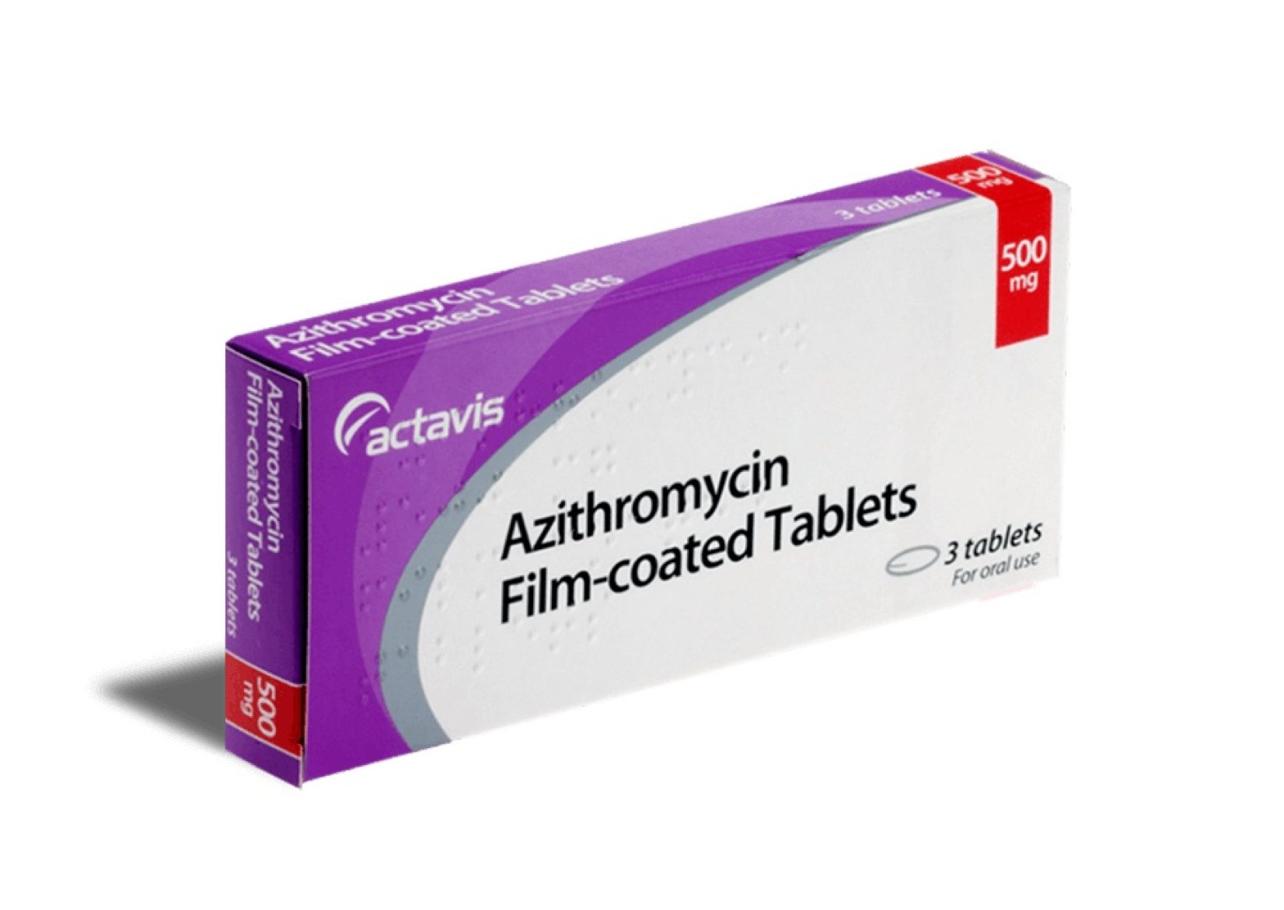 Azithromycin
Film-coated Tablets
3 tablets
500
mg
500
mg
actavis
Azithromycin
Film-coated Tablets
3 tablets
For oral use
Azithromycin
Film-coated Tablets
3 tablets
500
mg